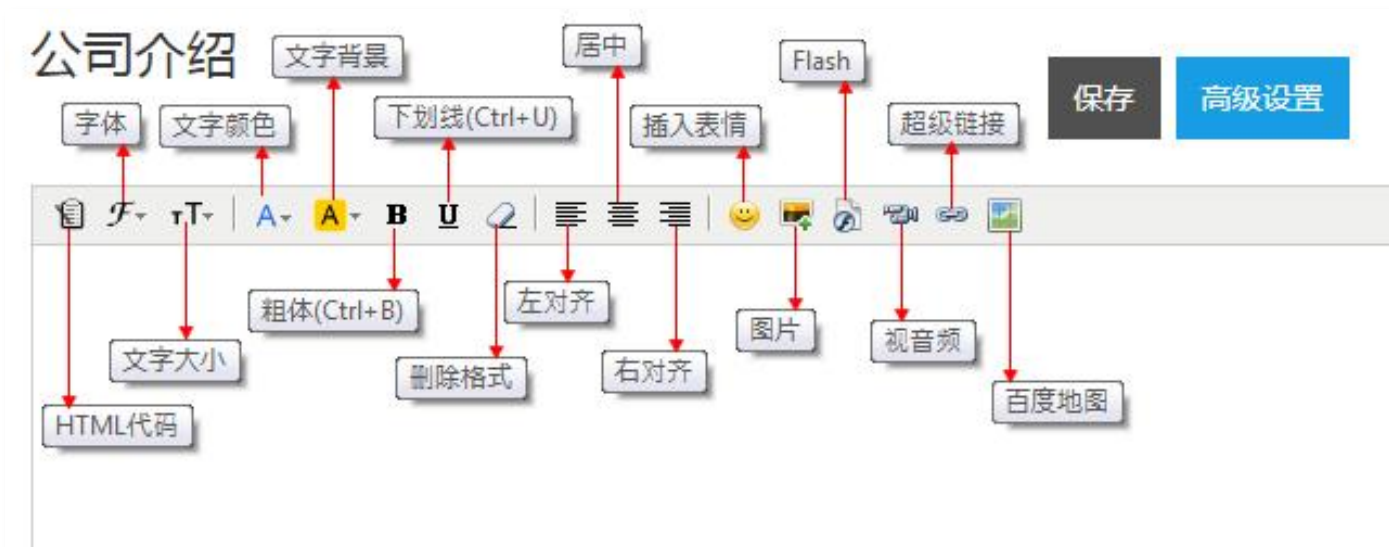 公司介绍
文字背景
居中
Flash
保存
高级设置
字体
文字颜色
下划线(Ctrl+U)
插入表情
超级链接
粗体(Ctrl+B)
左对齐
图片
视音频
文字大小
删除格式
右对齐
百度地图
HTML代码